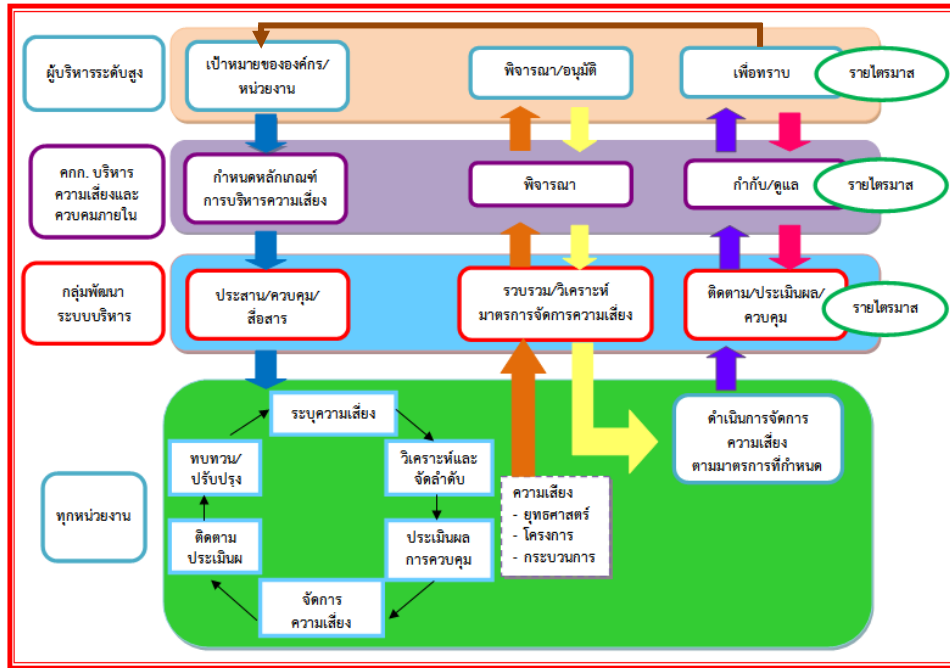 ผู้บริหารระดับสูง
เป้าหมายขององค์กร/
หน่วยงาน
พิจารณา/อนุมัติ
เพื่อทราบ
รายไตรมาส
คกก. บริหาร
ความเสี่ยงและ
ควบคมภายใน
กำหนดหลักเกณฑ์
การบริหารความเสี่ยง
พิจารณา
กำกับ/ดูแล
รายไตรมาส
กลุ่มพัฒนา
ระบบบริหาร
ประสาน/ควบคุม/
สื่อสาร
รวบรวม/วิเคราะห์
มาตรการจัดการความเสี่ยง
ติดตาม/ประเมินผล/
ควบคุม
รายไตรมาส
ทุกหน่วยงาน
ระบุความเสี่ยง
วิเคราะห์และ
จัดลำดับ
ประเมินผล
การควบคุม
จัดการ
ความเสี่ยง
ติดตาม
ประเมินผ
ทบทวน/
ปรับปรุง
ความเสี่ยง
- ยุทธศาสตร์
- โครงการ
- กระบวนการ
ดำเนินการจัดการ
ความเสี่ยง
ตามมาตรการที่กำหนด